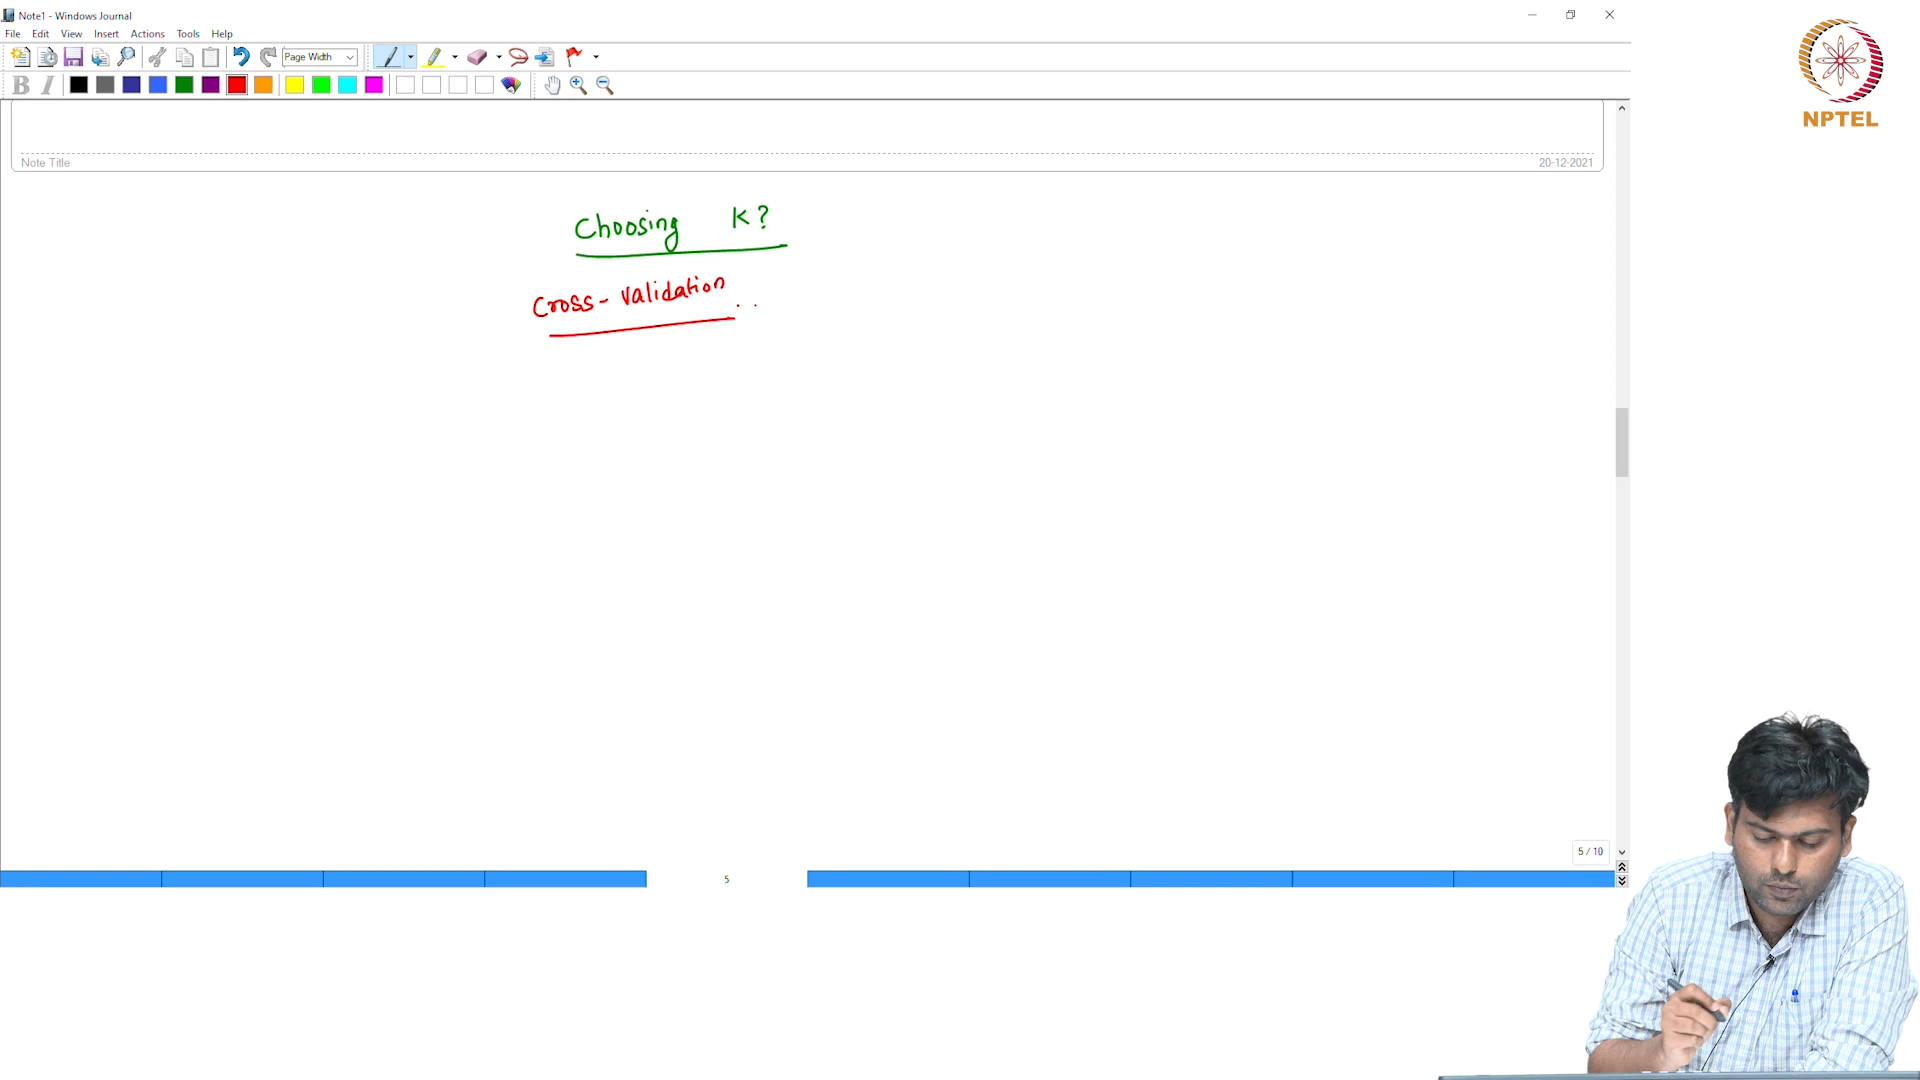 Note1 - Windows Journal
File Edit View Insert Actions Tools Help
Page Width
B I
Note Title
20-12-2021
Choosing K?
Cross-validation . .
5 / 10
5
NPTEL